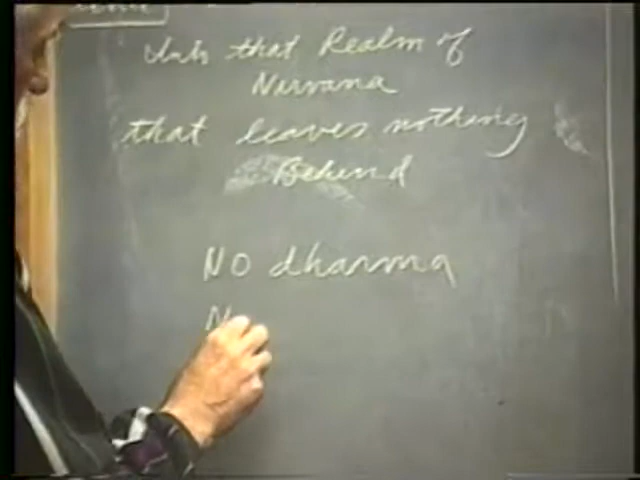 Into that Realm of
Nirvana
that leaves nothing
Behind
No dharma
N